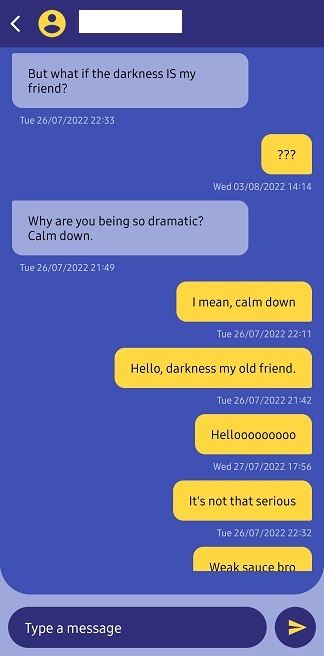 But what if the darkness IS my
friend?
Tue 26/07/2022 22:33
???
Wed 03/08/2022 14:14
Why are you being so dramatic?
Calm down.
Tue 26/07/2022 21:49
I mean, calm down
Tue 26/07/2022 22:11
Hello, darkness my old friend.
Tue 26/07/2022 21:42
Hellooooooooo
Wed 27/07/2022 17:56
It's not that serious
Tue 26/07/2022 22:32
Weak sauce bro
Type a message